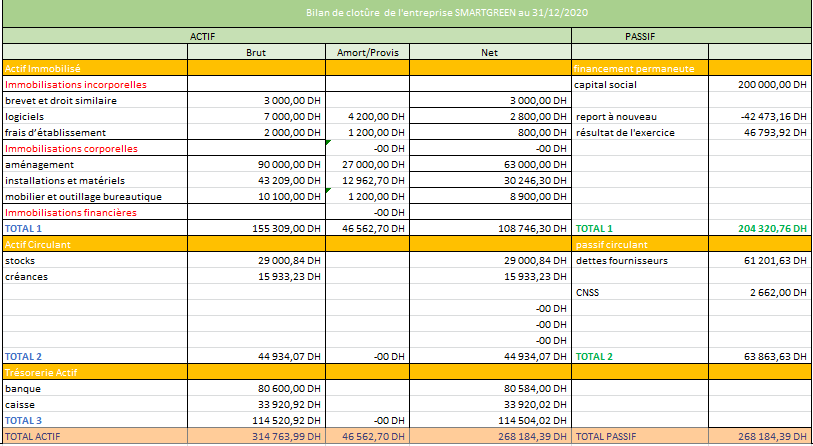 Bilan de clotûre de l'entreprise SMARTGREEN au 31/12/2020
ACTIF PASSIF
Brut Amort/Provis Net
Actif Immobilisé financement permaneute
Immobilisations incorporelles capital social 200 000,00 DH
brevet et droit similaire 3 000,00 DH 3 000,00 DH
logiciels 7 000,00 DH 4 200,00 DH 2 800,00 DH report à nouveau -42 473,16 DH
frais d'établissement 2 000,00 DH 1 200,00 DH 800,00 DH résultat de l'exercice 46 793,92 DH
Immobilisations corporelles -00 DH -00 DH
aménagement 90 000,00 DH 27 000,00 DH 63 000,00 DH
installations et matériels 43 209,00 DH 12 962,70 DH 30 246,30 DH
mobilier et outillage bureautique 10 100,00 DH 1 200,00 DH 8 900,00 DH
Immobilisations financières -00 DH
TOTAL 1 155 309,00 DH 46 562,70 DH 108 746,30 DH TOTAL 1 204 320,76 DH
Actif Circulant passif circulant
stocks 29 000,84 DH 29 000,84 DH dettes fournisseurs 61 201,63 DH
créances 15 933,23 DH 15 933,23 DH
CNSS 2 662,00 DH
-00 DH
-00 DH
-00 DH
TOTAL 2 44 934,07 DH -00 DH 44 934,07 DH TOTAL 2 63 863,63 DH
Trésorerie Actif
banque 80 600,00 DH 80 584,00 DH
caisse 33 920,92 DH 33 920,02 DH
TOTAL 3 114 520,92 DH -00 DH 114 504,02 DH
TOTAL ACTIF 314 763,99 DH 46 562,70 DH 268 184,39 DH TOTAL PASSIF 268 184,39 DH